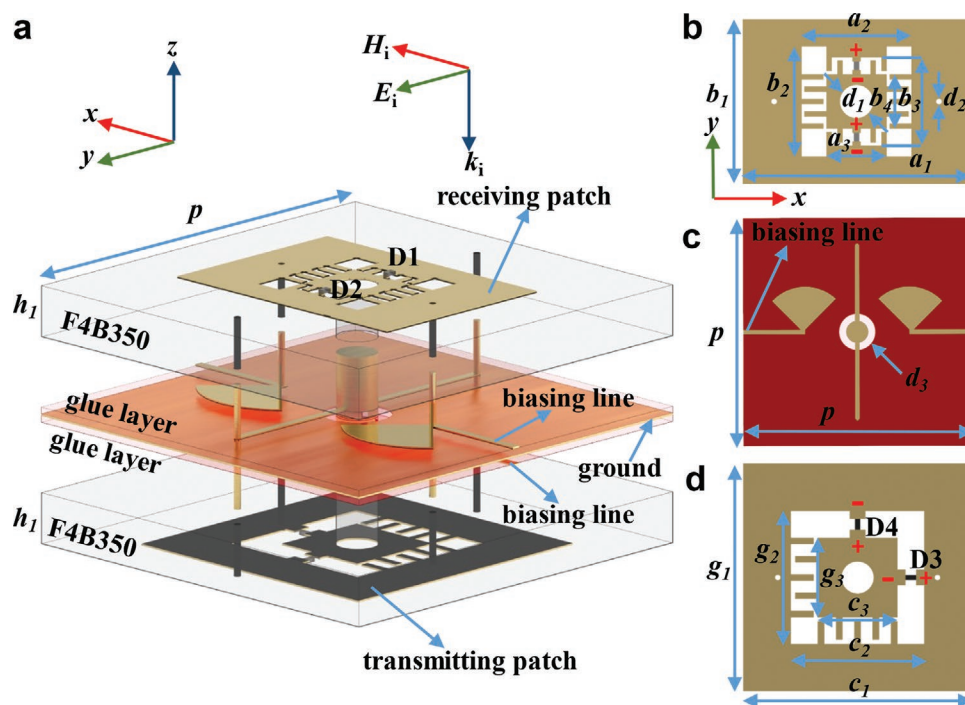 a
z
x
y
H_i
E_i
k_i
receiving patch
p
D1
D2
h_1
F4B350
glue layer
glue layer
biasing line
ground
biasing line
h_1
F4B350
transmitting patch
b
a_2
+
-
b_1
b_2
d_1
b_4
b_3
d_2
+
-
a_3
a_1
y
x
c
biasing line
p
d_3
p
d
-
D4
+
D3
-
+
g_1
g_2
g_3
c_3
c_2
c_1